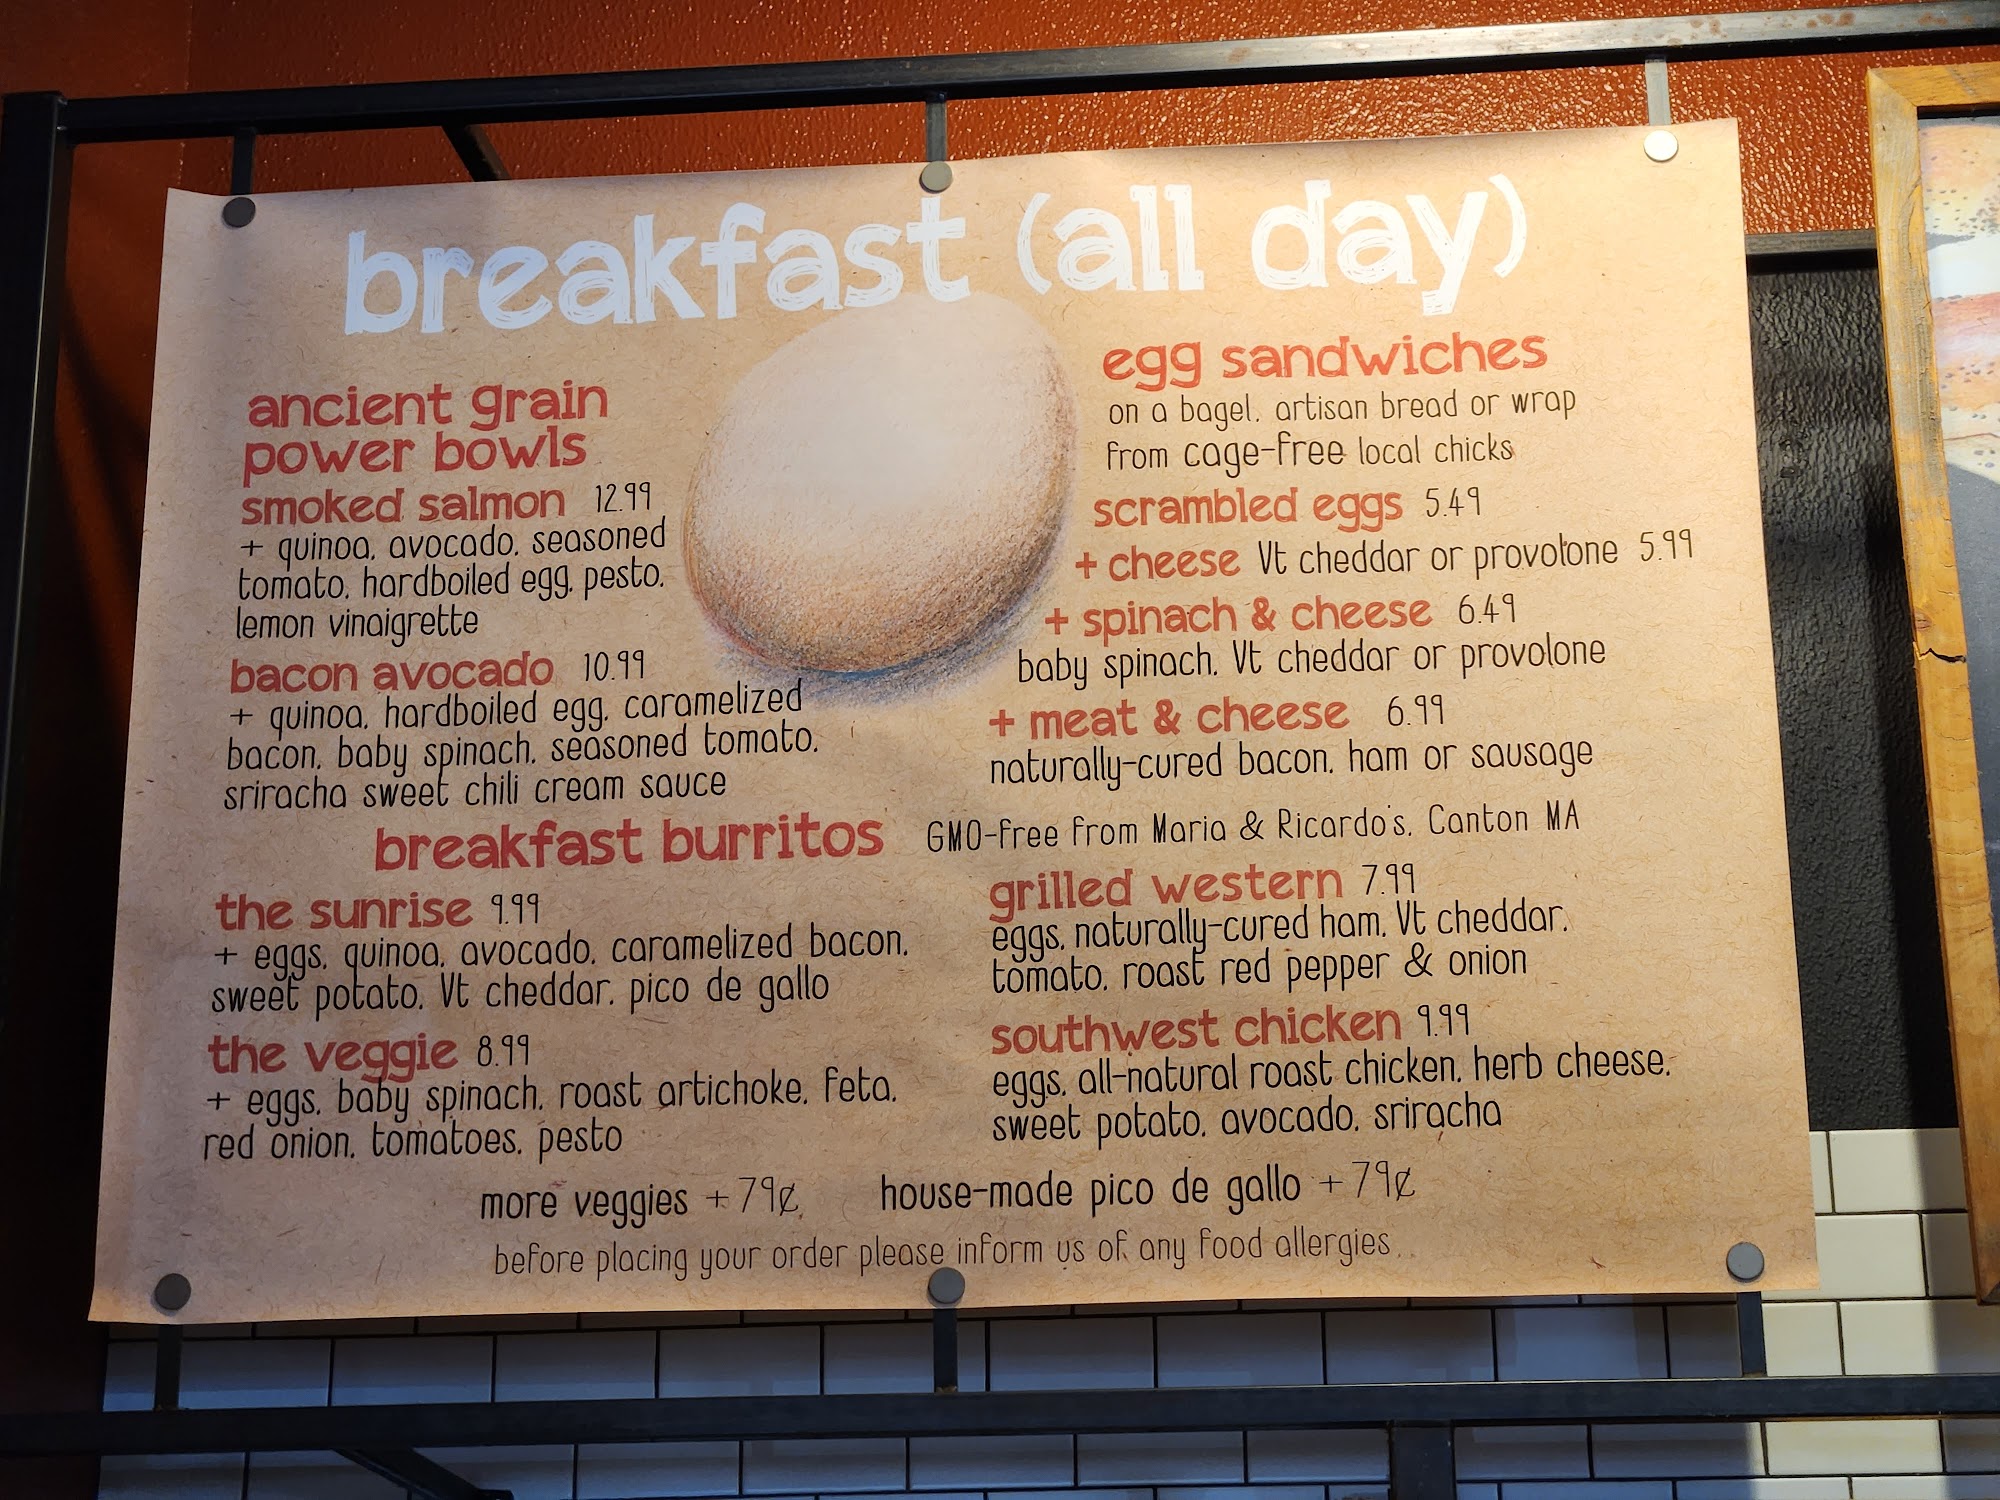 breakfast (all day)
ancient grain
power bowls
smoked salmon 12.99
+ quinoa, avocado, seasoned
tomato, hardboiled egg, pesto,
lemon vinaigrette
bacon avocado 10.99
+ quinoa, hardboiled egg, caramelized
bacon, baby spinach, seasoned tomato,
sriracha sweet chili cream sauce
egg sandwiches
on a bagel, artisan bread or wrap
from cage-free local chicks
scrambled eggs 5.49
+ cheese Vt cheddar or provolone 5.99
+ spinach & cheese 6.49
baby spinach, Vt cheddar or provolone
+ meat & cheese 6.99
naturally-cured bacon, ham or sausage
breakfast burritos GMO-free from Maria & Ricardo's, Canton MA
the sunrise 9.99
+ eggs, quinoa, avocado, caramelized bacon,
sweet potato, Vt cheddar, pico de gallo
the veggie 8.99
+ eggs, baby spinach, roast artichoke, feta,
red onion, tomatoes, pesto
grilled western 7.99
eggs, naturally-cured ham, Vt cheddar,
tomato, roast red pepper & onion
southwest chicken 9.99
eggs, all-natural roast chicken, herb cheese,
sweet potato, avocado, sriracha
more veggies +79¢ house-made pico de gallo +79¢
before placing your order please inform us of any food allergies.